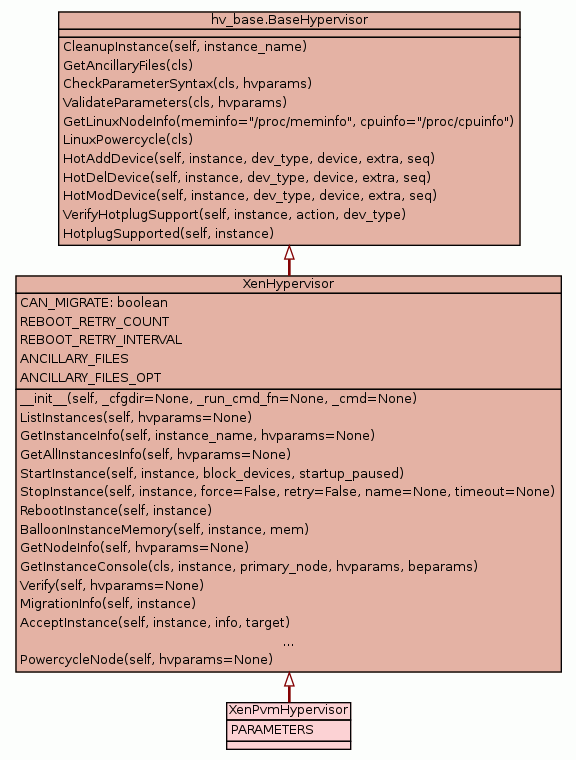 hv_base.BaseHypervisor
CleanupInstance(self, instance_name)
GetAncillaryFiles(cls)
CheckParameterSyntax(cls, hvparams)
ValidateParameters(cls, hvparams)
GetLinuxNodeInfo(meminfo="/proc/meminfo", cpuinfo="/proc/cpuinfo")
LinuxPowercycle(cls)
HotAddDevice(self, instance, dev_type, device, extra, seq)
HotDelDevice(self, instance, dev_type, device, extra, seq)
HotModDevice(self, instance, dev_type, device, extra, seq)
VerifyHotplugSupport(self, instance, action, dev_type)
HotplugSupported(self, instance)
XenHypervisor
CAN_MIGRATE: boolean
REBOOT_RETRY_COUNT
REBOOT_RETRY_INTERVAL
ANCILLARY_FILES
ANCILLARY_FILES_OPT
__init__(self, _cfgdir=None, _run_cmd_fn=None, _cmd=None)
ListInstances(self, hvparams=None)
GetInstanceInfo(self, instance_name, hvparams=None)
GetAllInstancesInfo(self, hvparams=None)
StartInstance(self, instance, block_devices, startup_paused)
StopInstance(self, instance, force=False, retry=False, name=None, timeout=None)
RebootInstance(self, instance)
BalloonInstanceMemory(self, instance, mem)
GetNodeInfo(self, hvparams=None)
GetInstanceConsole(cls, instance, primary_node, hvparams, beparams)
Verify(self, hvparams=None)
MigrationInfo(self, instance)
AcceptInstance(self, instance, info, target)
...
PowercycleNode(self, hvparams=None)
XenPvmHypervisor
PARAMETERS